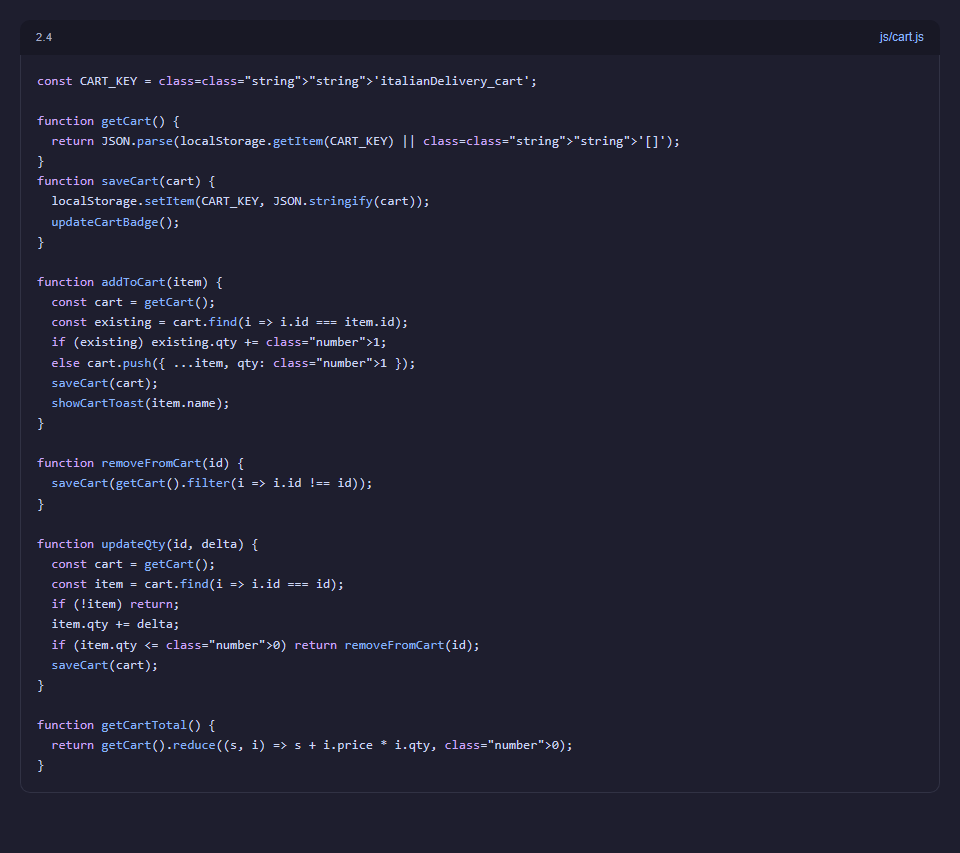 2.4
js/cart.js
const CART_KEY = class=class="string">"string">'italianDelivery_cart';
function getCart() {
  return JSON.parse(localStorage.getItem(CART_KEY) || class=class="string">"string">'[]');
}
function saveCart(cart) {
  localStorage.setItem(CART_KEY, JSON.stringify(cart));
  updateCartBadge();
}
function addToCart(item) {
  const cart = getCart();
  const existing = cart.find(i => i.id === item.id);
  if (existing) existing.qty += class="number">1;
  else cart.push({ ...item, qty: class="number">1 });
  saveCart(cart);
  showCartToast(item.name);
}
function removeFromCart(id) {
  saveCart(getCart().filter(i => i.id !== id));
}
function updateQty(id, delta) {
  const cart = getCart();
  const item = cart.find(i => i.id === id);
  if (!item) return;
  item.qty += delta;
  if (item.qty <= class="number">0) return removeFromCart(id);
  saveCart(cart);
}
function getCartTotal() {
  return getCart().reduce((s, i) => s + i.price * i.qty, class="number">0);
}